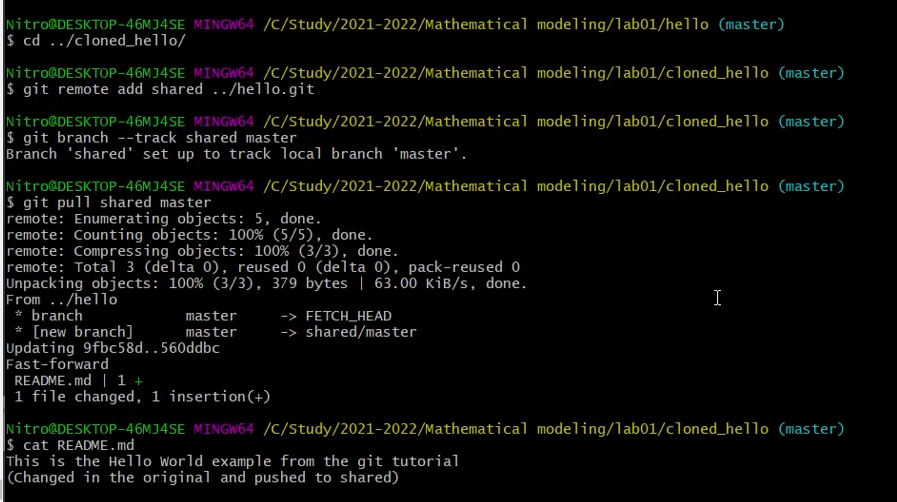 Nitro@DESKTOP-46MJ4SE MINGW64 /C/Study/2021-2022/Mathematical modeling/lab01/hello (master)
$ cd ../cloned_hello/
Nitro@DESKTOP-46MJ4SE MINGW64 /C/Study/2021-2022/Mathematical modeling/lab01/cloned_hello (master)
$ git remote add shared ../hello.git
Nitro@DESKTOP-46MJ4SE MINGW64 /C/Study/2021-2022/Mathematical modeling/lab01/cloned_hello (master)
$ git branch --track shared master
Branch 'shared' set up to track local branch 'master'.
Nitro@DESKTOP-46MJ4SE MINGW64 /C/Study/2021-2022/Mathematical modeling/lab01/cloned_hello (master)
$ git pull shared master
remote: Enumerating objects: 5, done.
remote: Counting objects: 100% (5/5), done.
remote: Compressing objects: 100% (3/3), done.
remote: Total 3 (delta 0), reused 0 (delta 0), pack-reused 0
Unpacking objects: 100% (3/3), 379 bytes | 63.00 KiB/s, done.
From ../hello
 * branch            master     -> FETCH_HEAD
 * [new branch]      master     -> shared/master
Updating 9fbc58d..560ddbc
Fast-forward
 README.md | 1 +
 1 file changed, 1 insertion(+)
Nitro@DESKTOP-46MJ4SE MINGW64 /C/Study/2021-2022/Mathematical modeling/lab01/cloned_hello (master)
$ cat README.md
This is the Hello World example from the git tutorial
(Changed in the original and pushed to shared)